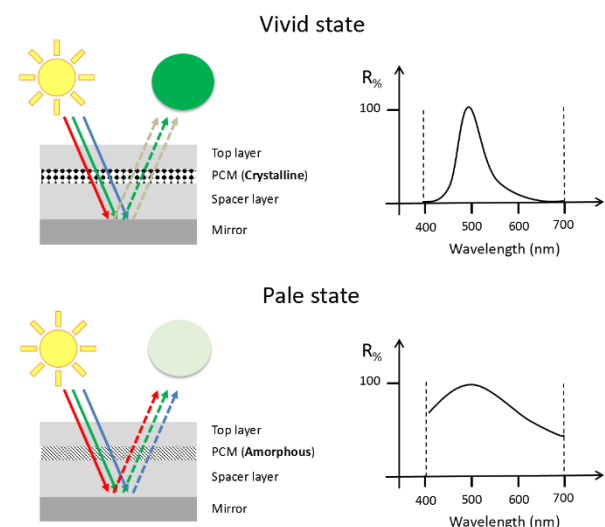 Vivid state
R%
100
Top layer
PCM (Crystalline)
Spacer layer
Mirror
400 500 600 700
Wavelength (nm)
Pale state
R%
100
Top layer
PCM (Amorphous)
Spacer layer
Mirror
400 500 600 700
Wavelength (nm)